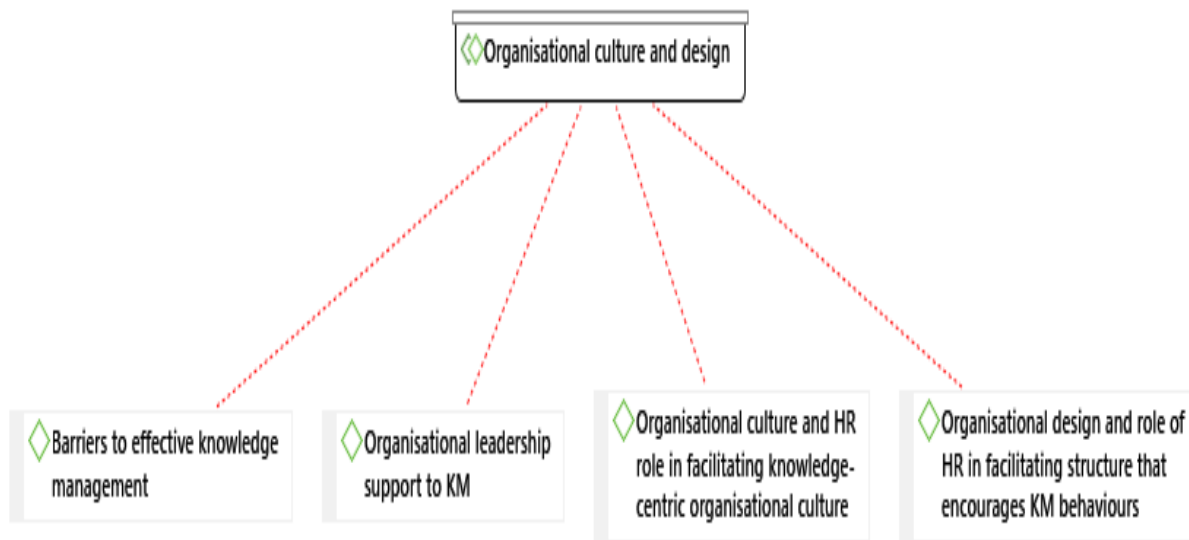 Organisational culture and design
Barriers to effective knowledge
management
Organisational leadership
support to KM
Organisational culture and HR
role in facilitating knowledge-
centric organisational culture
Organisational design and role of
HR in facilitating structure that
encourages KM behaviours